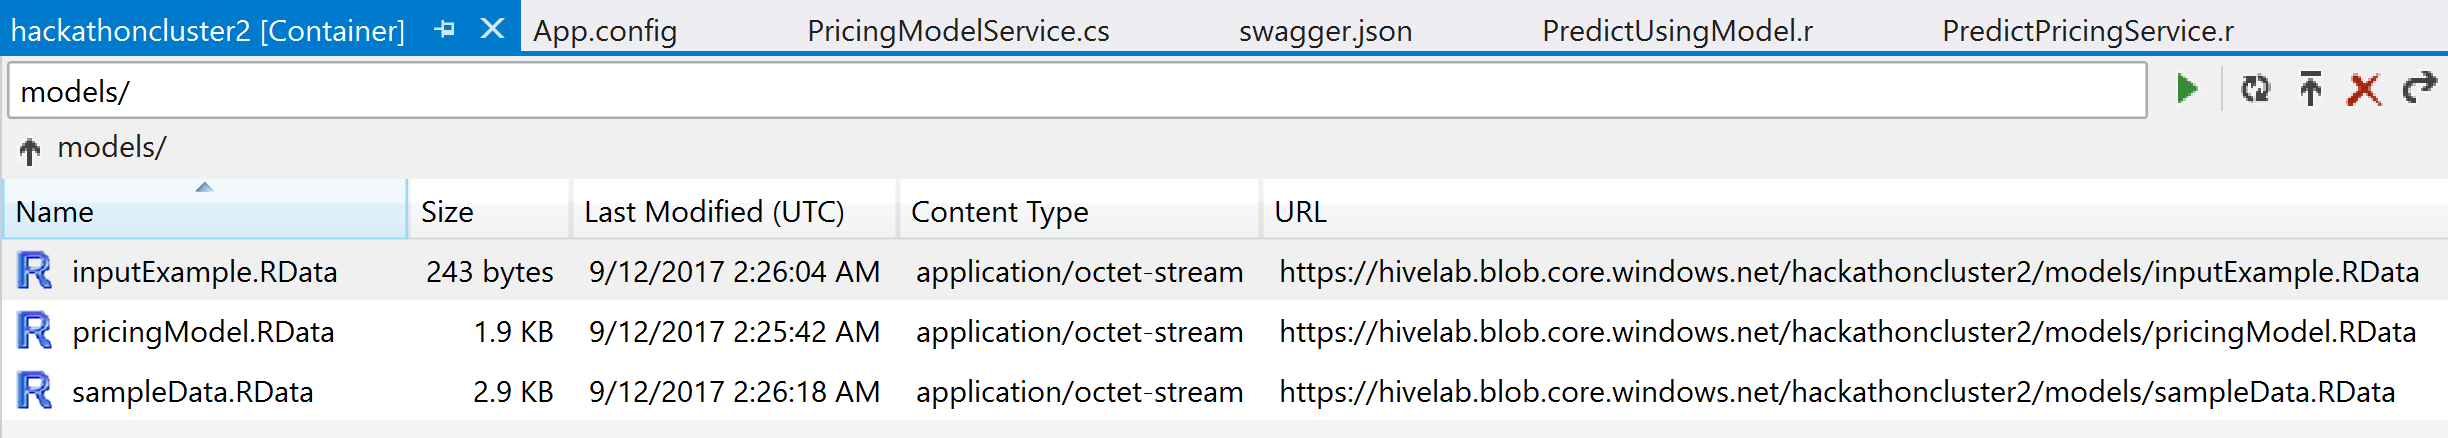 hackathoncluster2 [Container] App.config PricingModelService.cs swagger.json PredictUsingModel.r PredictPricingService.r
models/
models/
Name Size Last Modified (UTC) Content Type URL
inputExample.RData 243 bytes 9/12/2017 2:26:04 AM application/octet-stream https://hivelab.blob.core.windows.net/hackathoncluster2/models/inputExample.RData
pricingModel.RData 1.9 KB 9/12/2017 2:25:42 AM application/octet-stream https://hivelab.blob.core.windows.net/hackathoncluster2/models/pricingModel.RData
sampleData.RData 2.9 KB 9/12/2017 2:26:18 AM application/octet-stream https://hivelab.blob.core.windows.net/hackathoncluster2/models/sampleData.RData